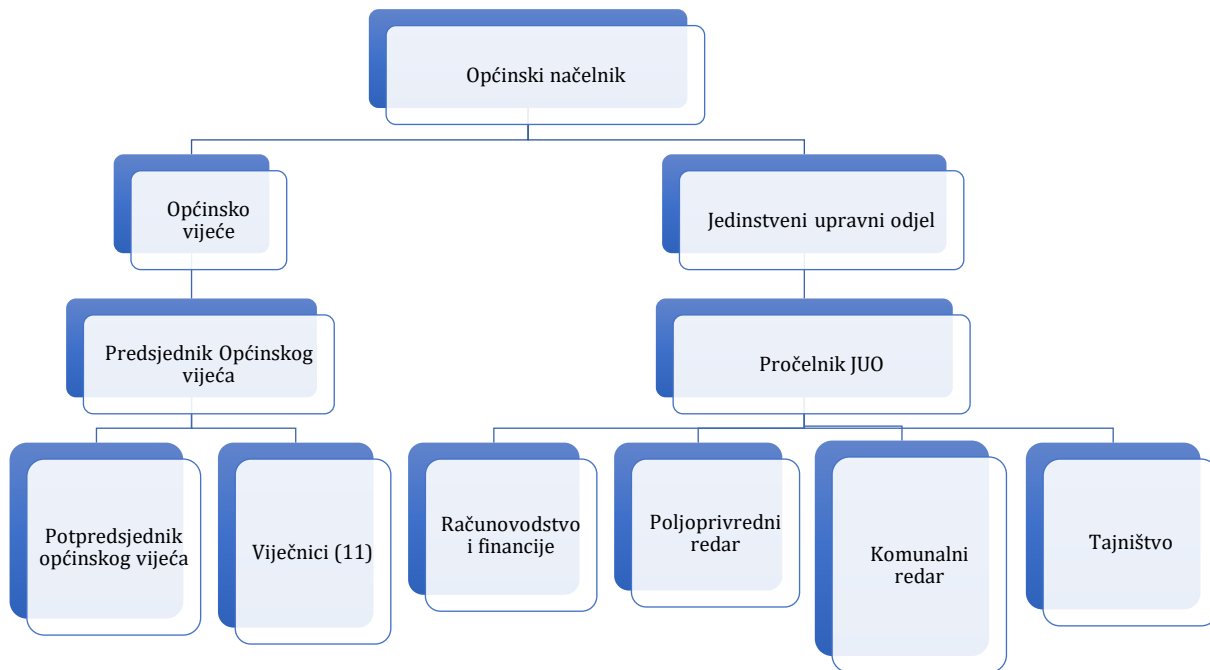 Općinski načelnik
Općinsko
vijeće
Jedinstveni upravni odjel
Predsjednik Općinskog
vijeća
Pročelnik JUO
Potpredsjednik
općinskog vijeća
Viječnici (11)
Računovodstvo
i financije
Poljoprivredni
redar
Komunalni
redar
Tajništvo